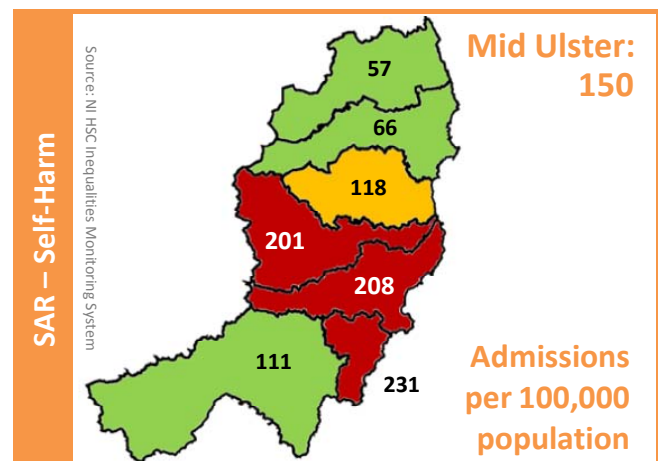 SAR – Self-Harm
Source: NI HSC Inequalities Monitoring System
Mid Ulster:
150
57
66
118
201
208
111
231
Admissions
per 100,000
population